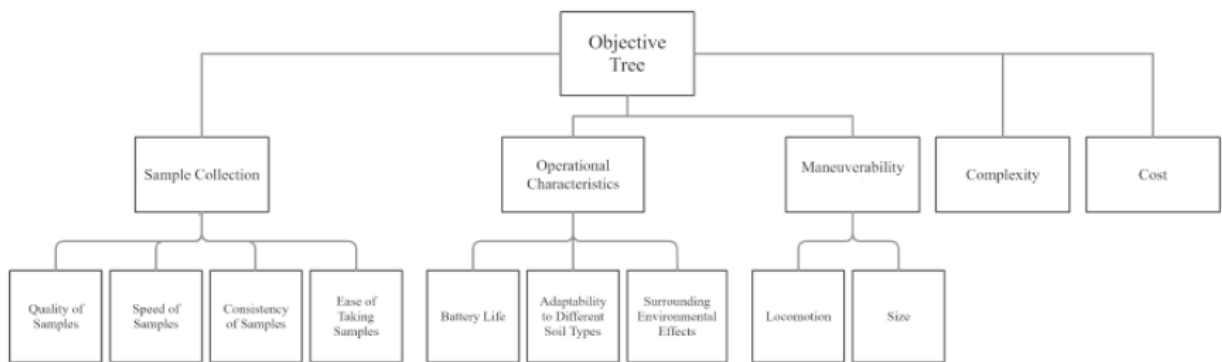 Objective
Tree
Sample Collection
Operational
Characteristics
Maneuverability
Complexity
Cost
Quality of
Samples
Speed of
Samples
Consistency
of Samples
Ease of
Taking
Samples
Battery Life
Adaptability
to Different
Soil Types
Surrounding
Environmental
Effects
Locomotion
Size